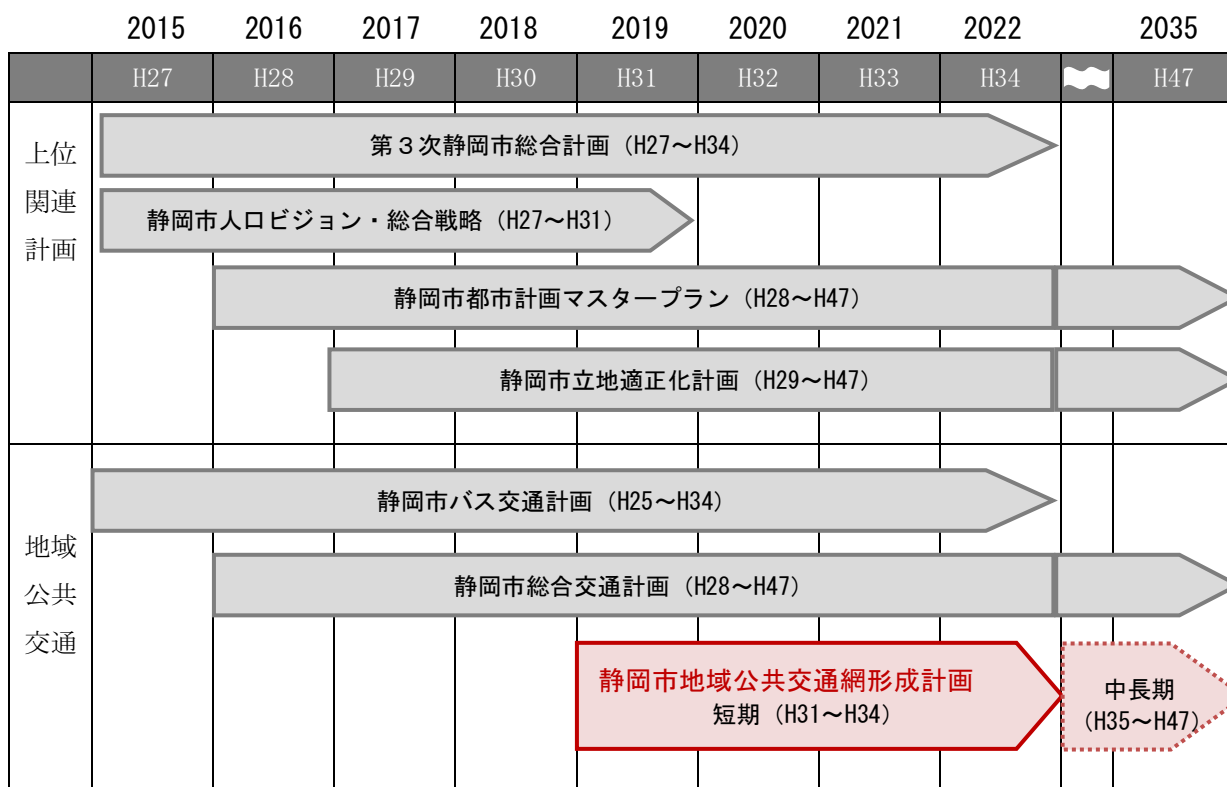 2015 2016 2017 2018 2019 2020 2021 2022 2035
H27 H28 H29 H30 H31 H32 H33 H34 H47
上位
関連
計画
第３次静岡市総合計画（H27～H34）
静岡市人口ビジョン・総合戦略（H27～H31）
静岡市都市計画マスタープラン（H28～H47）
静岡市立地適正化計画（H29～H47）
地域
公共
交通
静岡市バス交通計画（H25～H34）
静岡市総合交通計画（H28～H47）
静岡市地域公共交通網形成計画
短期（H31～H34）
中長期
（H35～H47）